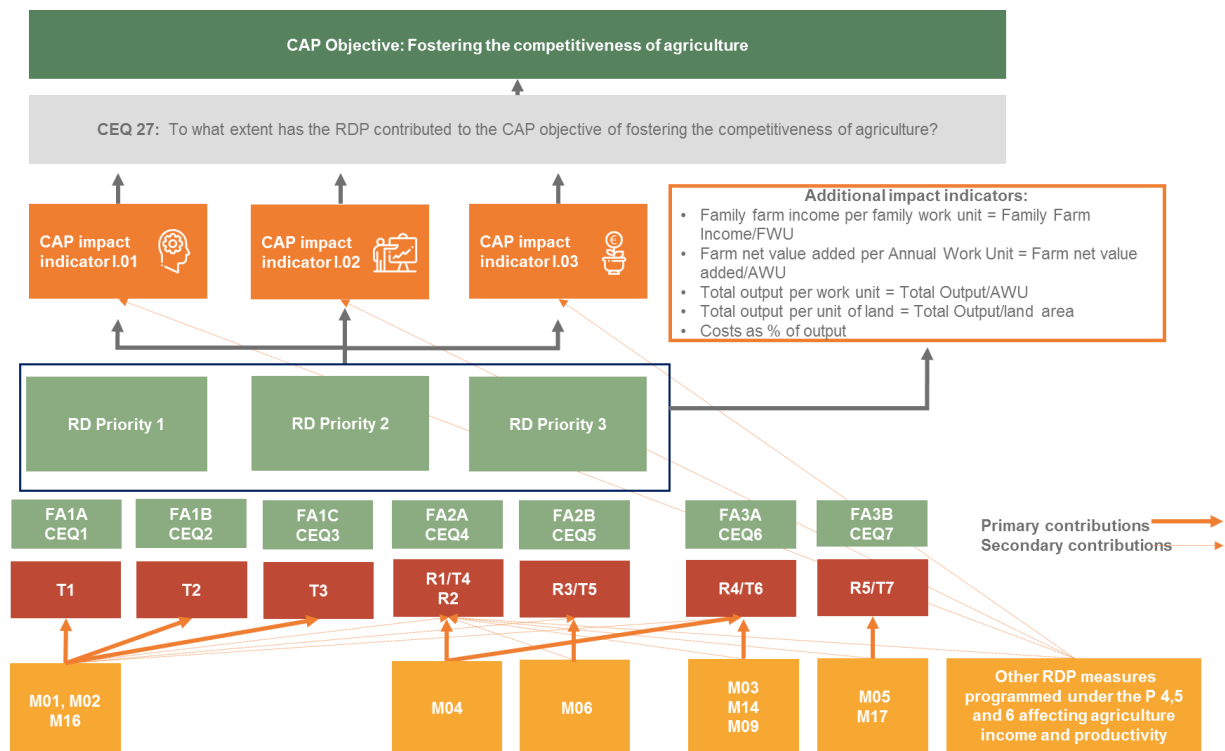 CAP Objective: Fostering the competitiveness of agriculture
CEQ 27: To what extent has the RDP contributed to the CAP objective of fostering the competitiveness of agriculture?
CAP impact
indicator I.01
CAP impact
indicator I.02
CAP impact
indicator I.03
Additional impact indicators:
• Family farm income per family work unit = Family Farm
Income/FWU
• Farm net value added per Annual Work Unit = Farm net value
added/AWU
• Total output per work unit = Total Output/AWU
• Total output per unit of land = Total Output/land area
• Costs as % of output
RD Priority 1
RD Priority 2
RD Priority 3
FA1A
CEQ1
FA1B
CEQ2
FA1C
CEQ3
FA2A
CEQ4
FA2B
CEQ5
FA3A
CEQ6
FA3B
CEQ7
Primary contributions
Secondary contributions
T1
T2
T3
R1/T4
R2
R3/T5
R4/T6
R5/T7
M01, M02
M16
M04
M06
M03
M14
M09
M05
M17
Other RDP measures
programmed under the P 4,5
and 6 affecting agriculture
income and productivity